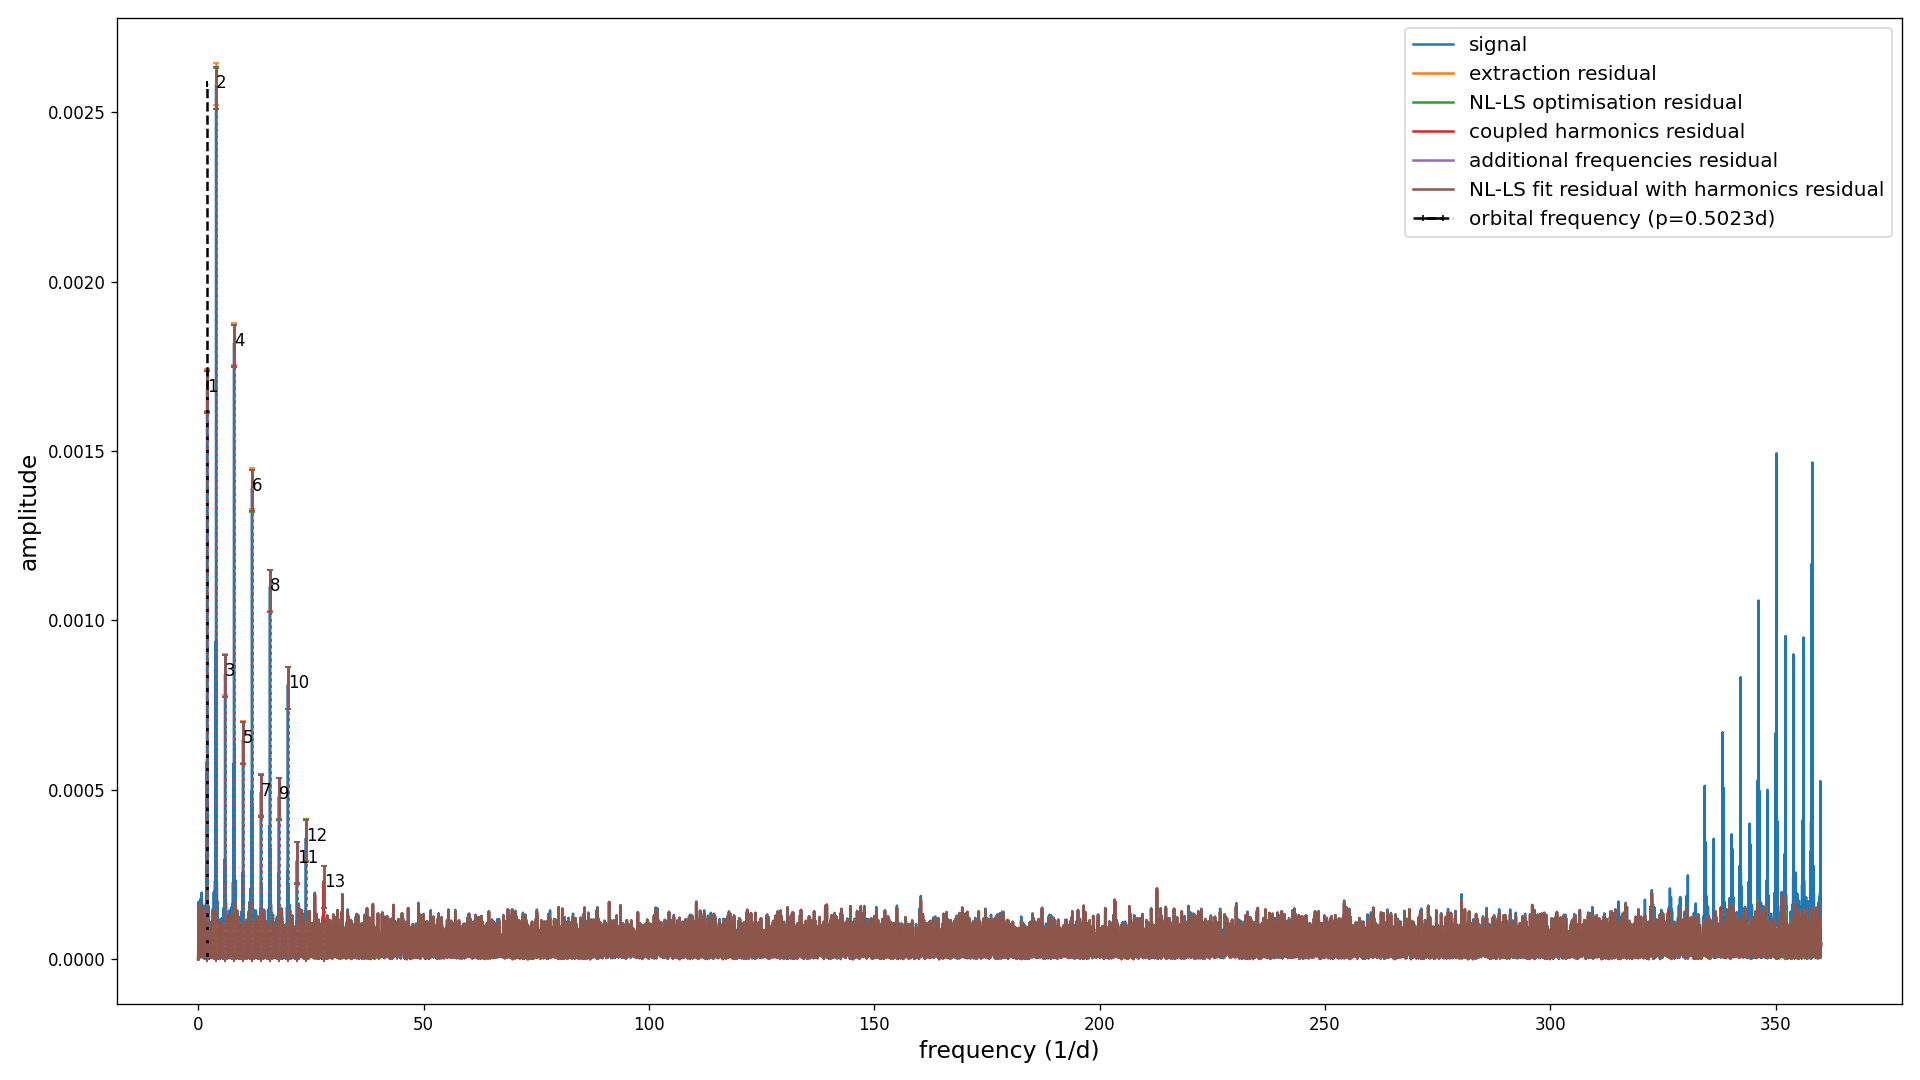 signal
extraction residual
NL-LS optimisation residual
coupled harmonics residual
additional frequencies residual
NL-LS fit residual with harmonics residual
orbital frequency (p=0.5023d)
amplitude
0.0025
0.0020
0.0015
0.0010
0.0005
0.0000
2
4
1
6
8
3
10
5
7
9
12
11
13
0 50 100 150 200 250 300 350
frequency (1/d)